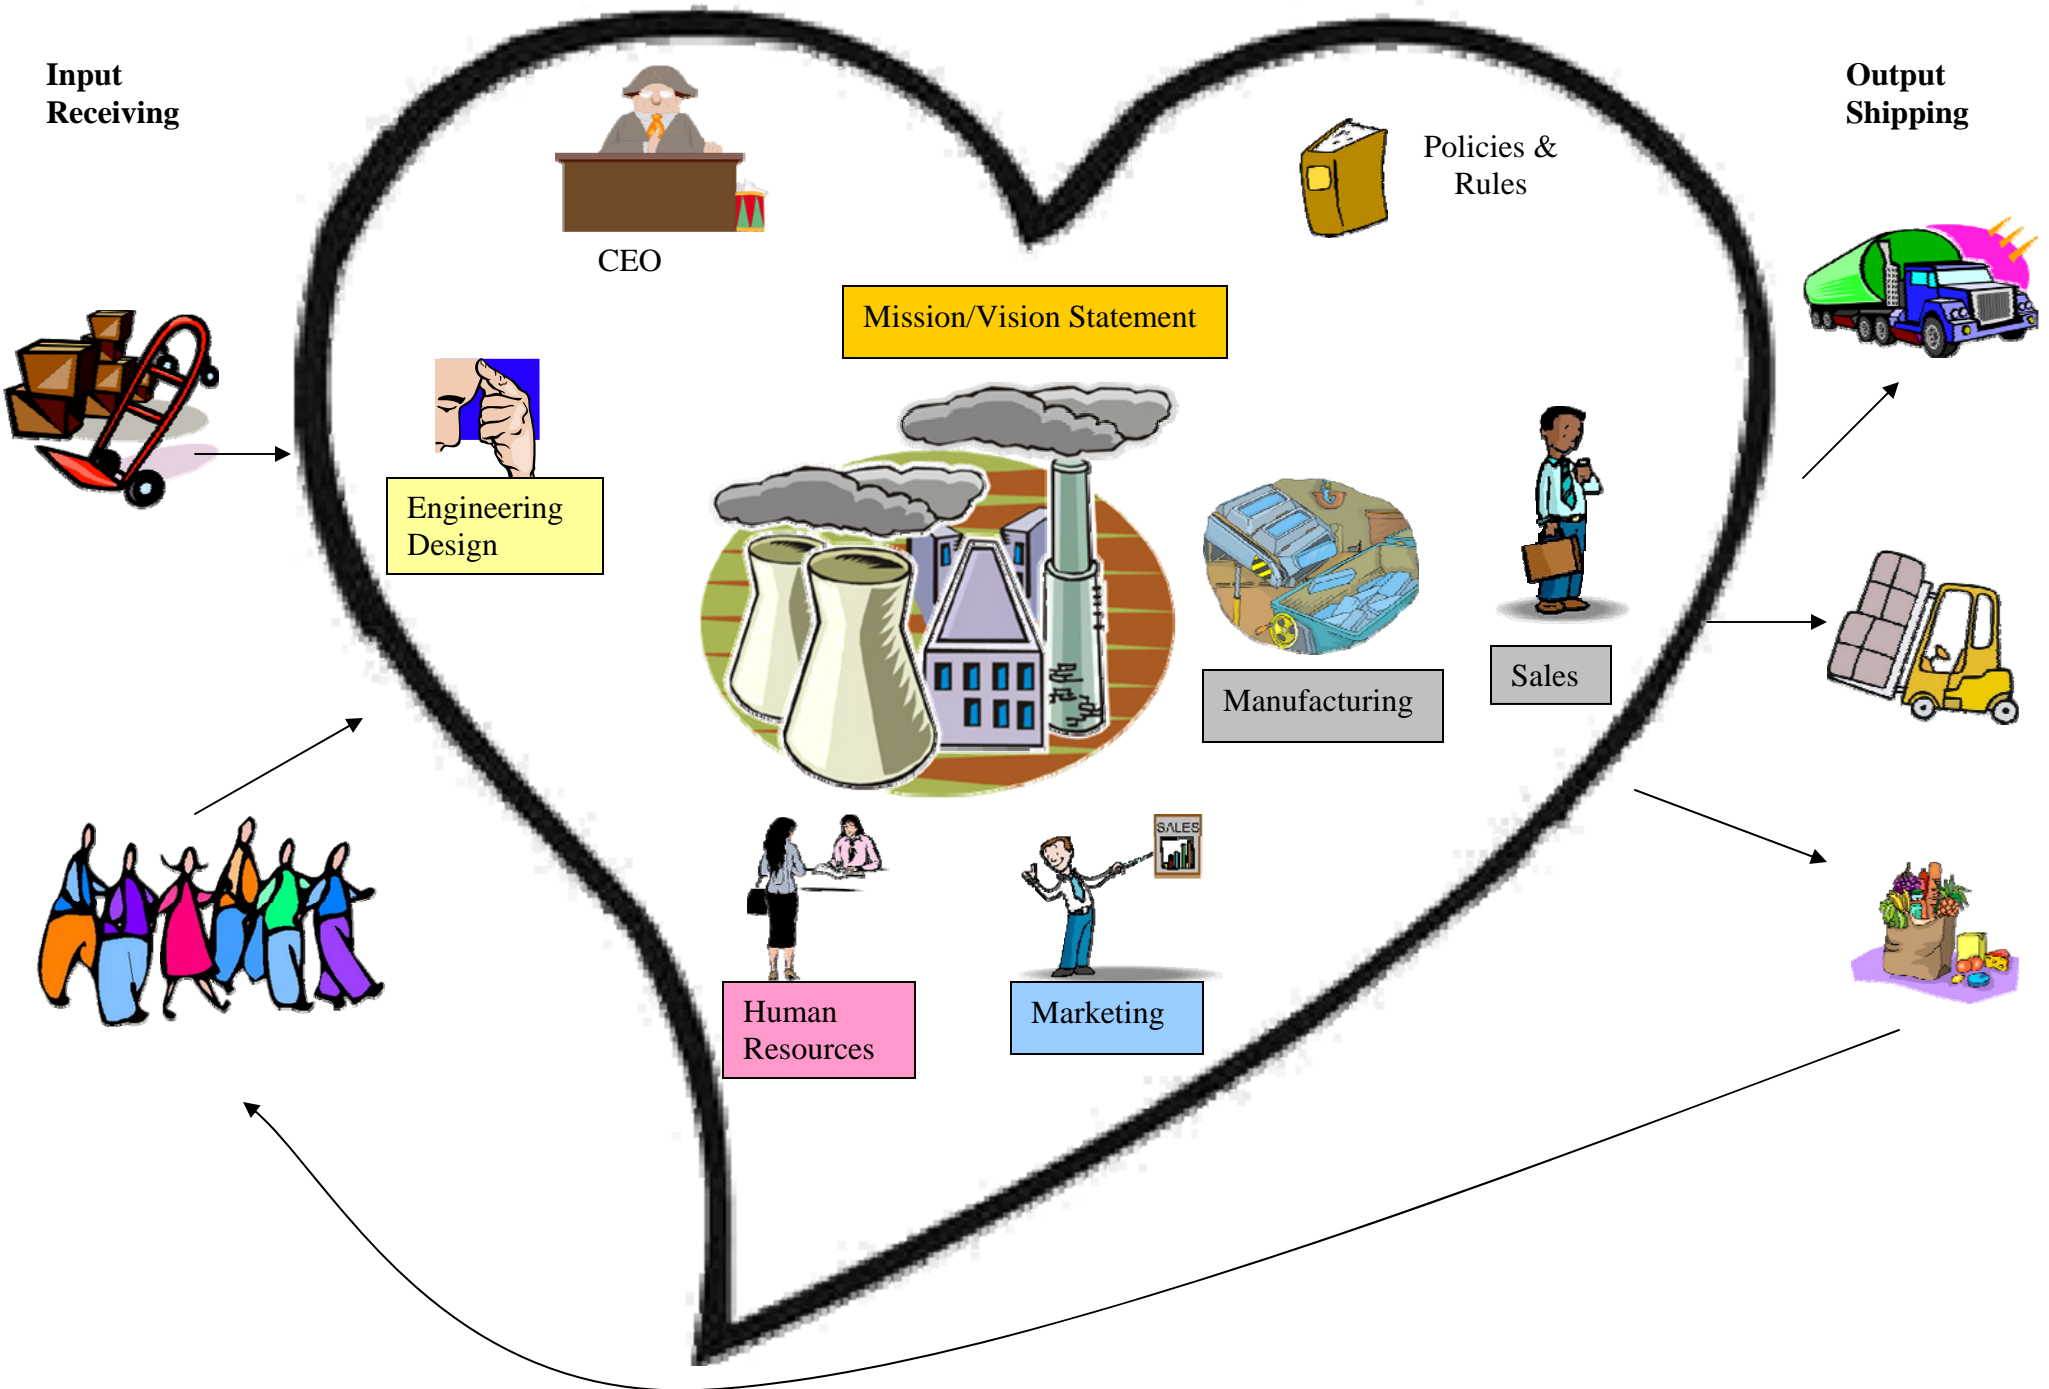 Input
Receiving
Output
Shipping
Policies &
Rules
CEO
Mission/Vision Statement
Engineering
Design
Sales
Manufacturing
SALES
Human
Resources
Marketing